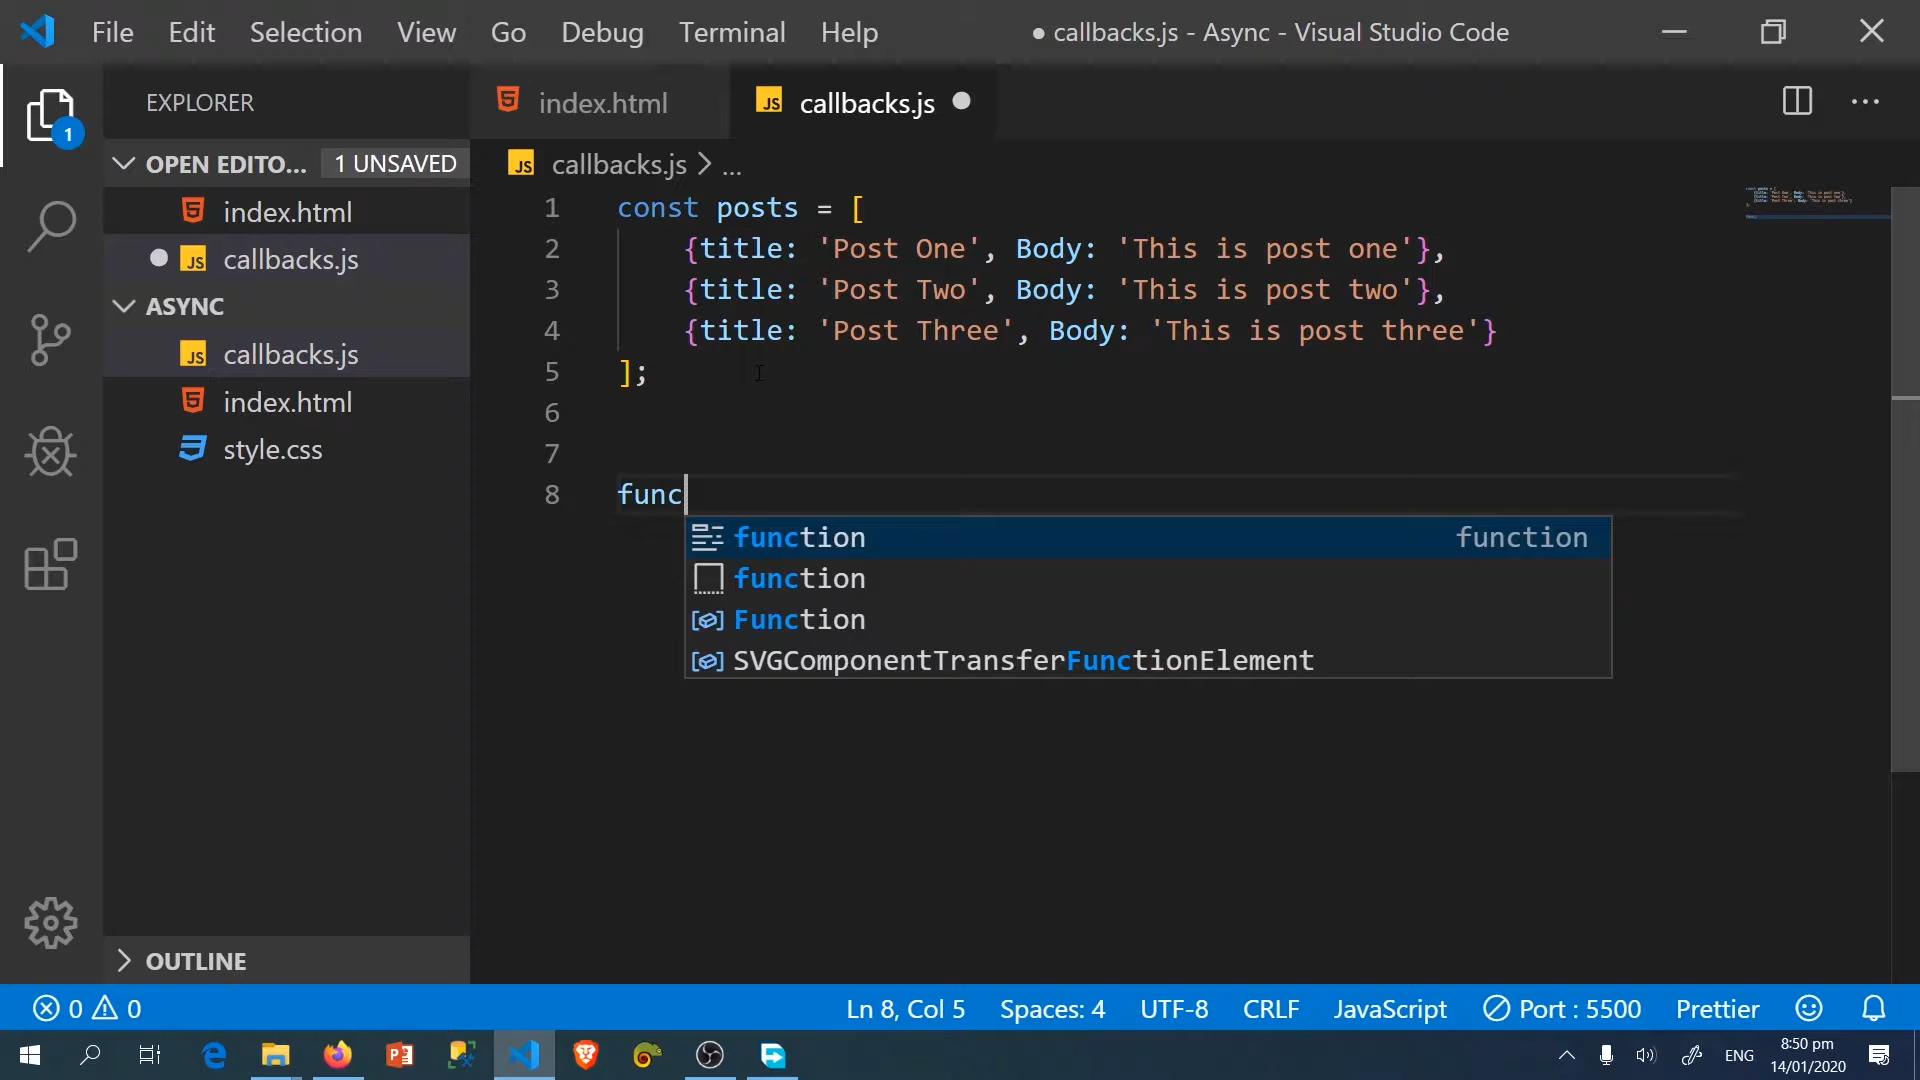 File Edit Selection View Go Debug Terminal Help ● callbacks.js - Async - Visual Studio Code
EXPLORER
index.html
JS callbacks.js
1
OPEN EDITO... 1 UNSAVED
index.html
JS callbacks.js
ASYNC
JS callbacks.js
index.html
style.css
OUTLINE
JS callbacks.js > ...
1 const posts = [
2 {title: 'Post One', Body: 'This is post one'},
3 {title: 'Post Two', Body: 'This is post two'},
4 {title: 'Post Three', Body: 'This is post three'}
5 ];
6
7
8 func
function function
function
Function
SVGComponentTransferFunctionElement
0 0 Ln 8, Col 5 Spaces: 4 UTF-8 CRLF JavaScript Port : 5500 Prettier
ENG 8:50 pm
14/01/2020